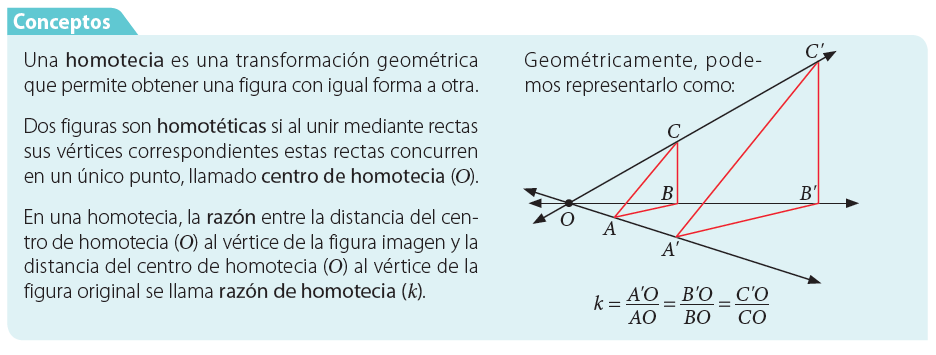 Conceptos
Una homotecia es una transformación geométrica
que permite obtener una figura con igual forma a otra.
Dos figuras son homotéticas si al unir mediante rectas
sus vértices correspondientes estas rectas concurren
en un único punto, llamado centro de homotecia (O).
En una homotecia, la razón entre la distancia del cen-
tro de homotecia (O) al vértice de la figura imagen y la
distancia del centro de homotecia (O) al vértice de la
figura original se llama razón de homotecia (k).
Geométricamente, pode-
mos representarlo como:
C'
C
B
B'
O
A
A'
k = A'O/AO = B'O/BO = C'O/CO